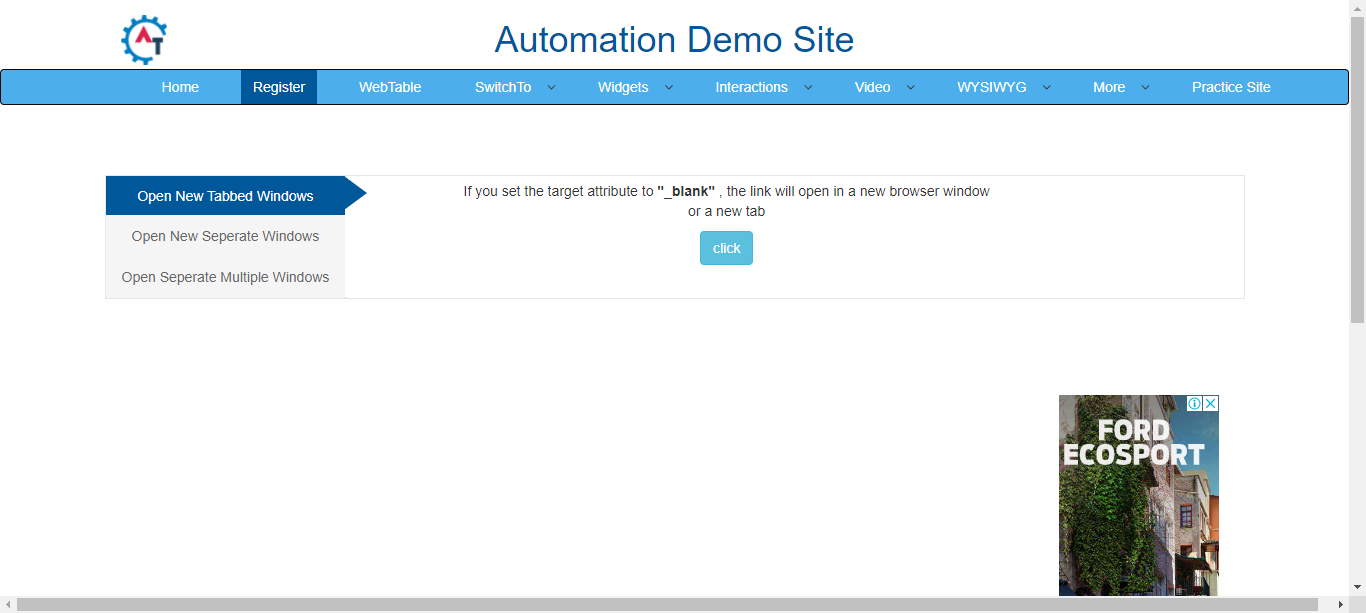 AT
Automation Demo Site
Home Register WebTable SwitchTo Widgets Interactions Video WYSIWYG More Practice Site
Open New Tabbed Windows
Open New Seperate Windows
Open Seperate Multiple Windows
If you set the target attribute to "_blank" , the link will open in a new browser window
or a new tab
click
FORD
ECOSPORT